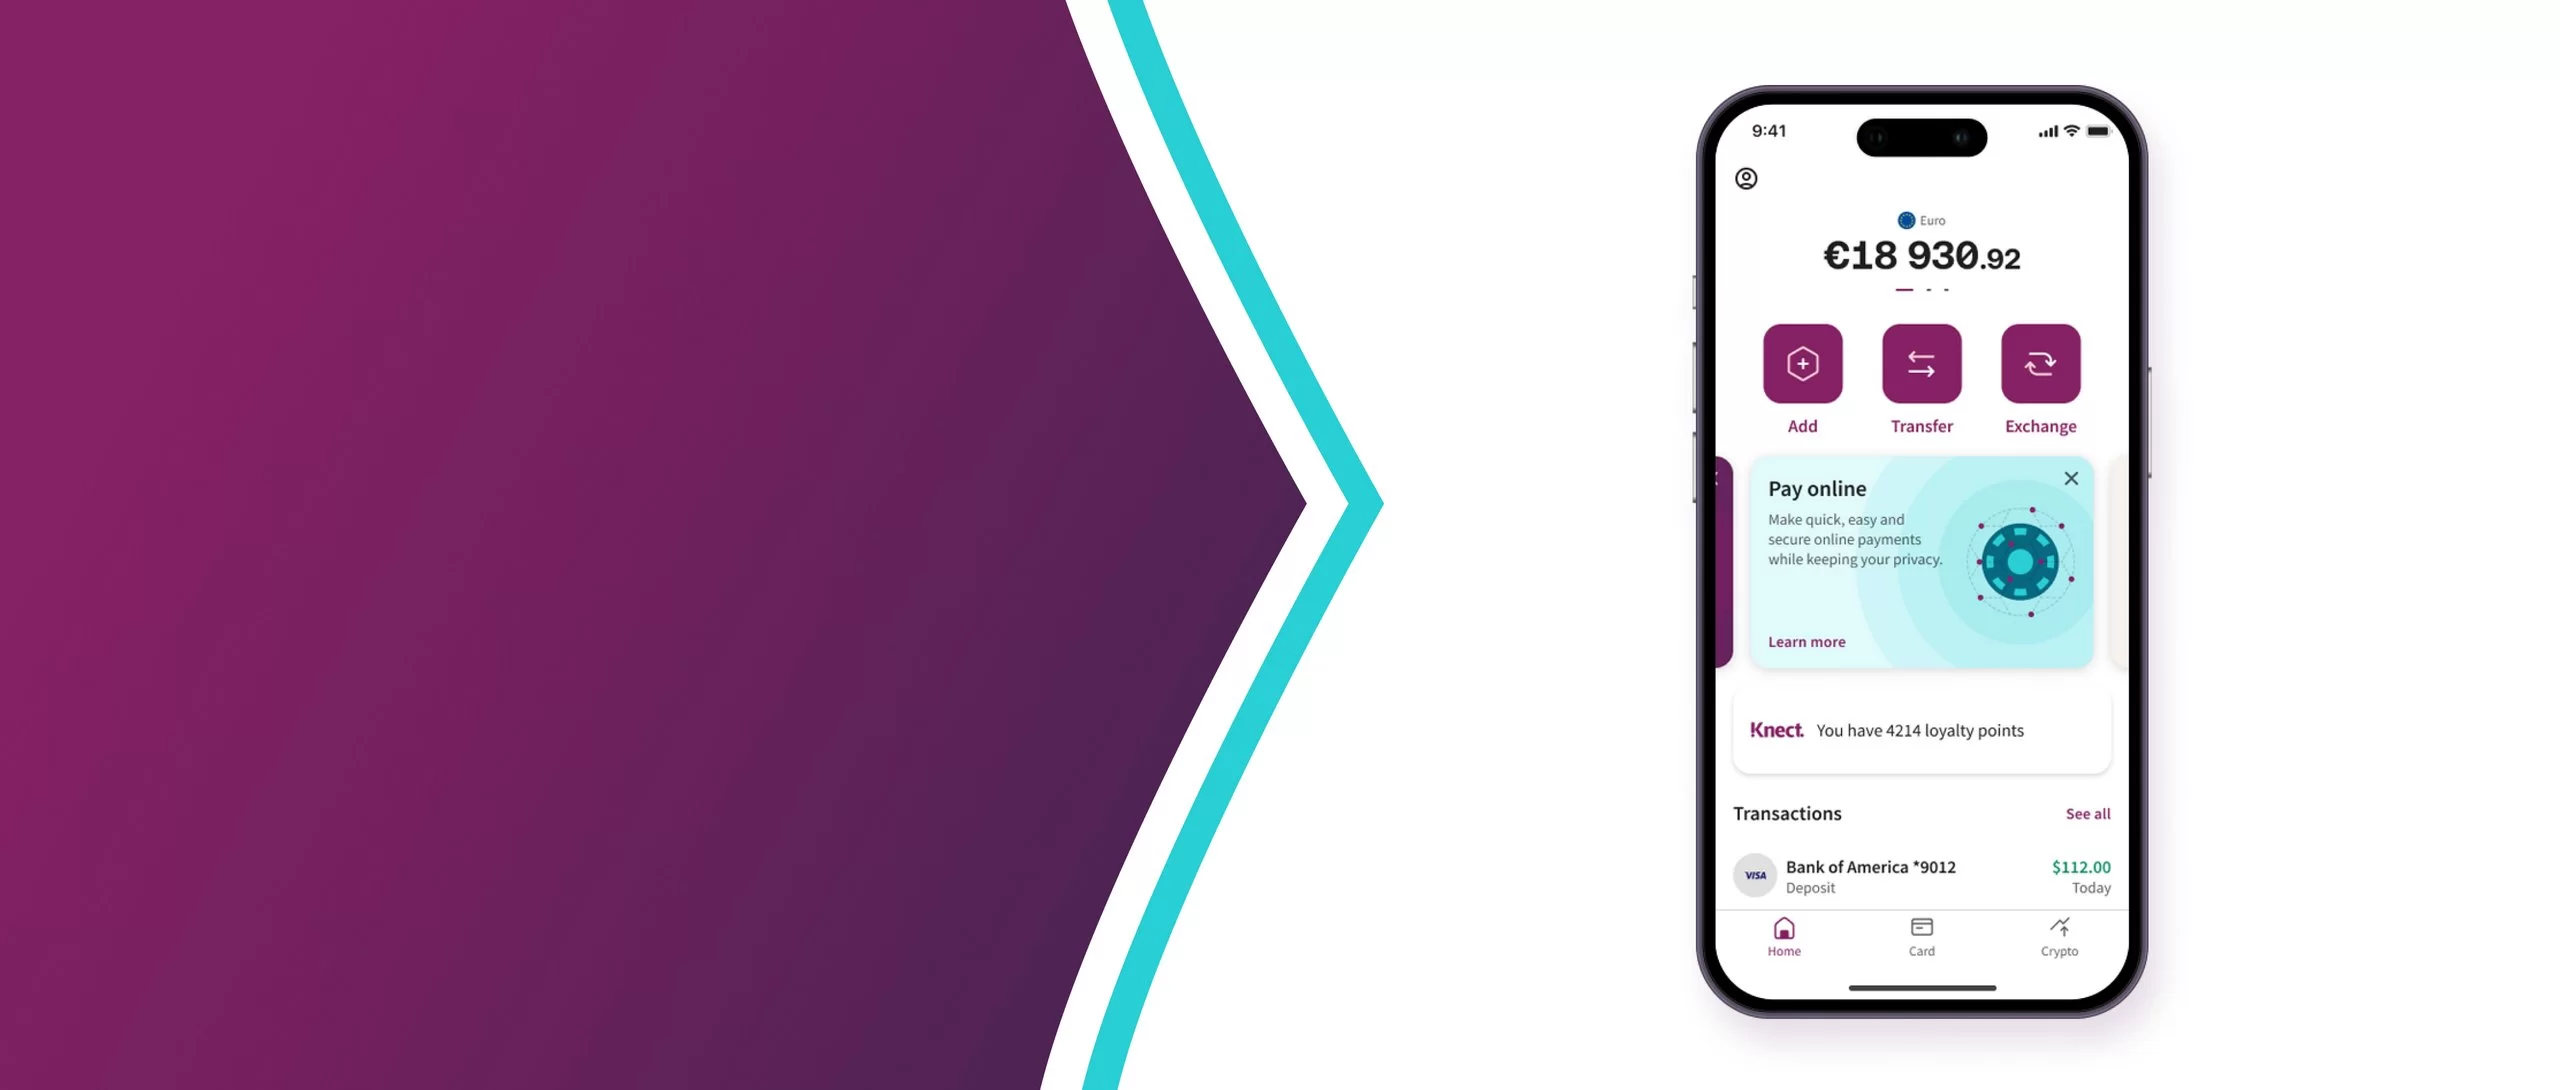 9:41
Euro
€18 930.92
Add
Transfer
Exchange
Pay online
Make quick, easy and
secure online payments
while keeping your privacy.
Learn more
Knect.
You have 4214 loyalty points
Transactions
See all
VISA
Bank of America *9012
$112.00
Deposit
Today
Home
Card
Crypto